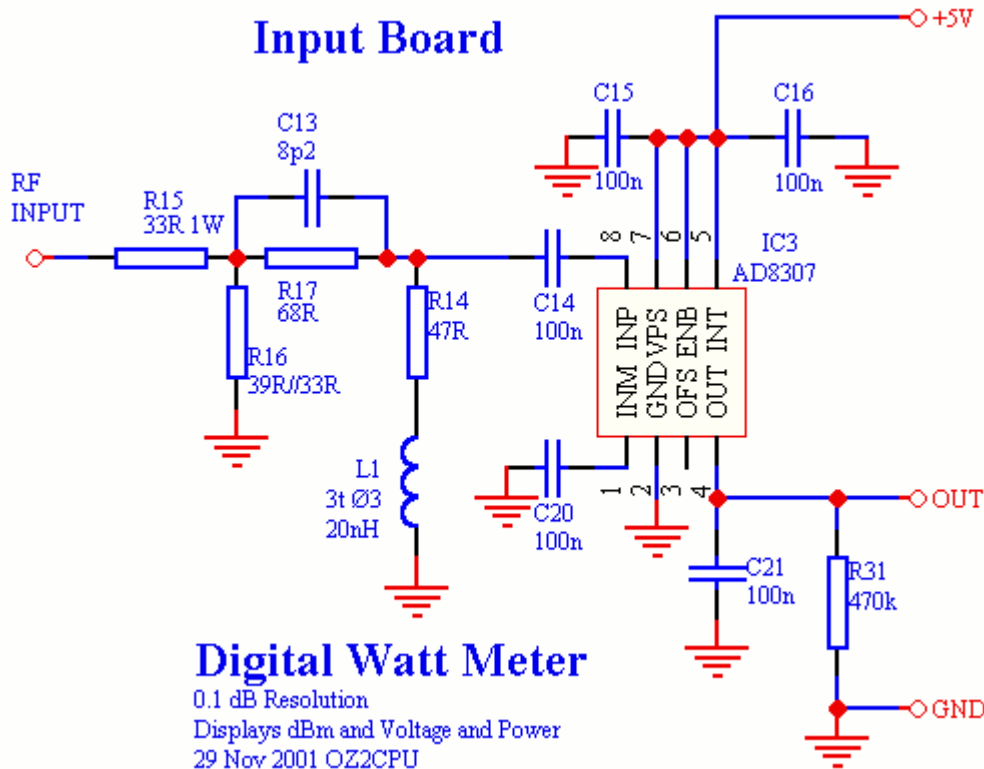 Input Board
+5V
C15
100n
C16
100n
C13
8p2
RF
INPUT
R15
33R 1W
R17
68R
R16
39R//33R
R14
47R
L1
3t Ø3
20nH
C14
100n
C20
100n
IC3
AD8307
8
7
6
5
INM INP
GND VPS
OFS ENB
OUT INT
1
2
3
4
OUT
C21
100n
R31
470k
GND
Digital Watt Meter
0.1 dB Resolution
Displays dBm and Voltage and Power
29 Nov 2001 OZ2CPU